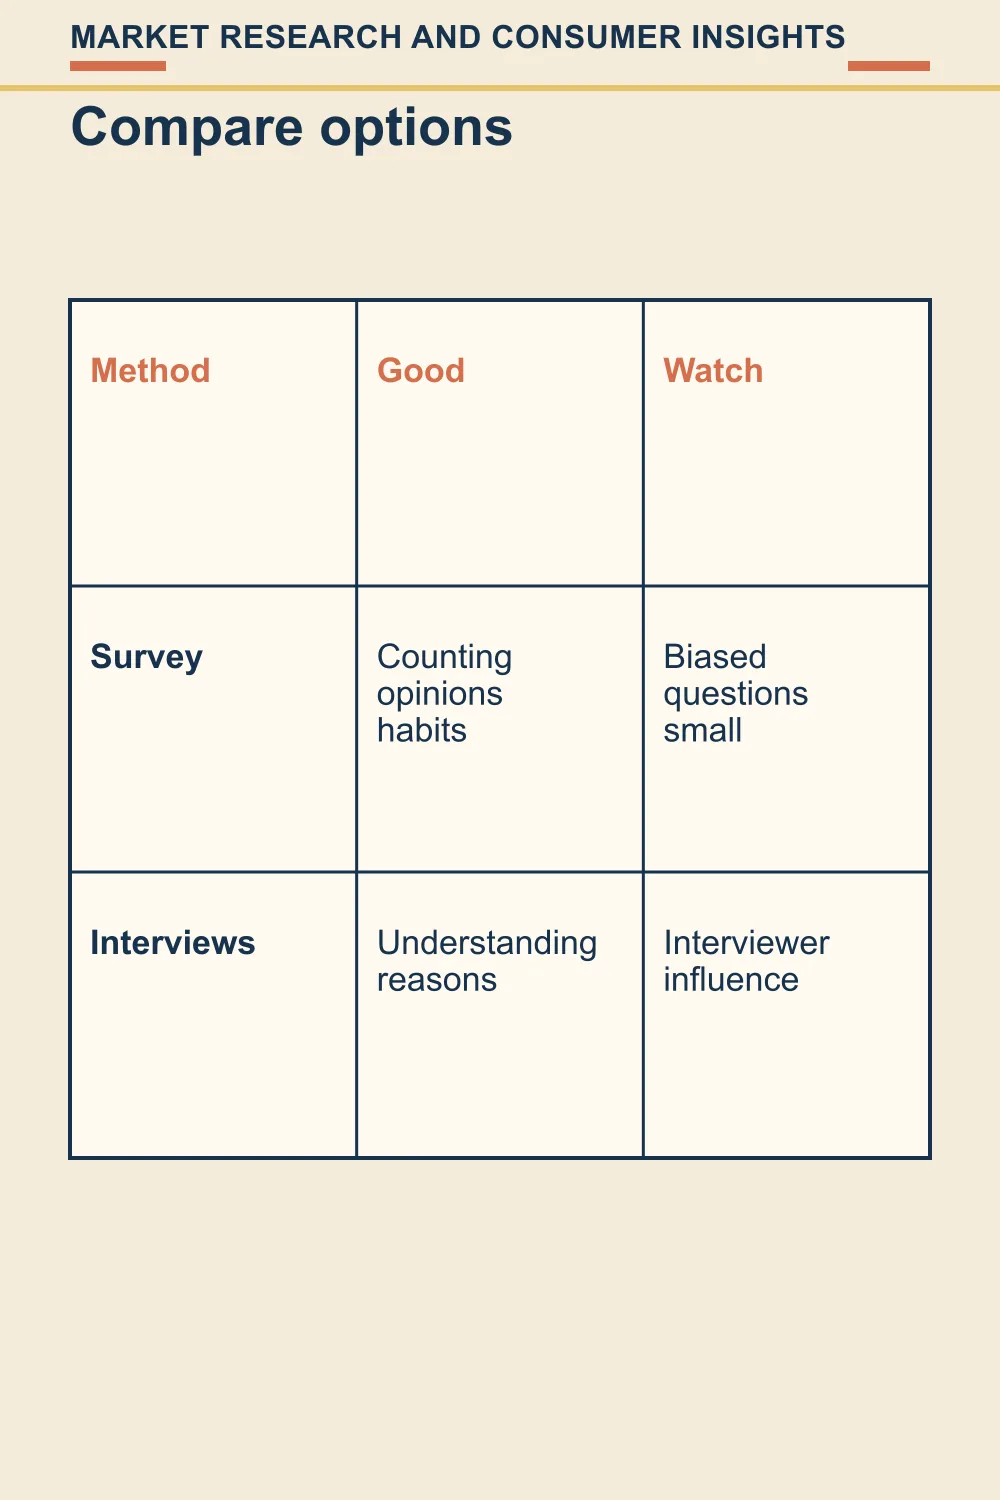 MARKET RESEARCH AND CONSUMER INSIGHTS
Compare options
Method
Good
Watch
Survey
Counting
opinions
habits
Biased
questions
small
Interviews
Understanding
reasons
Interviewer
influence